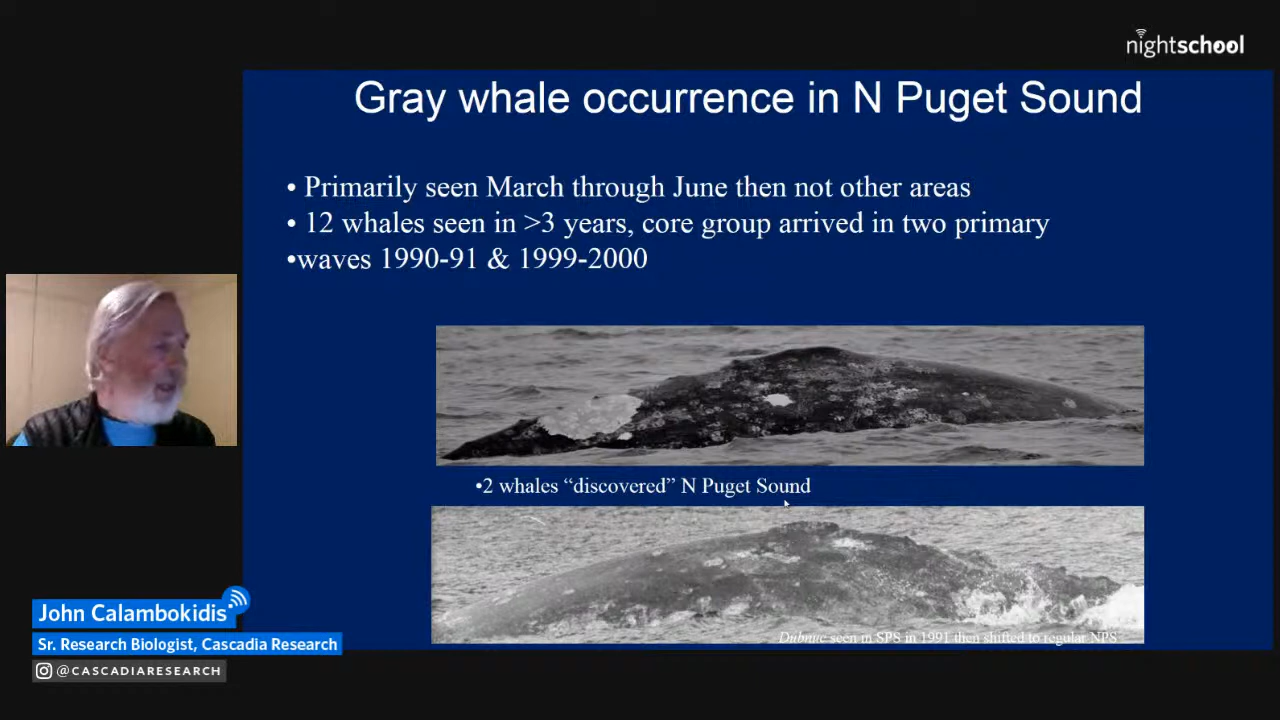 nightschool
Gray whale occurrence in N Puget Sound
• Primarily seen March through June then not other areas
• 12 whales seen in >3 years, core group arrived in two primary
•waves 1990-91 & 1999-2000
•2 whales “discovered” N Puget Sound
seen in SPS in 1991 then shifted to regular NPS
John Calambokidis
Sr. Research Biologist, Cascadia Research
@CASCADIARESEARCH